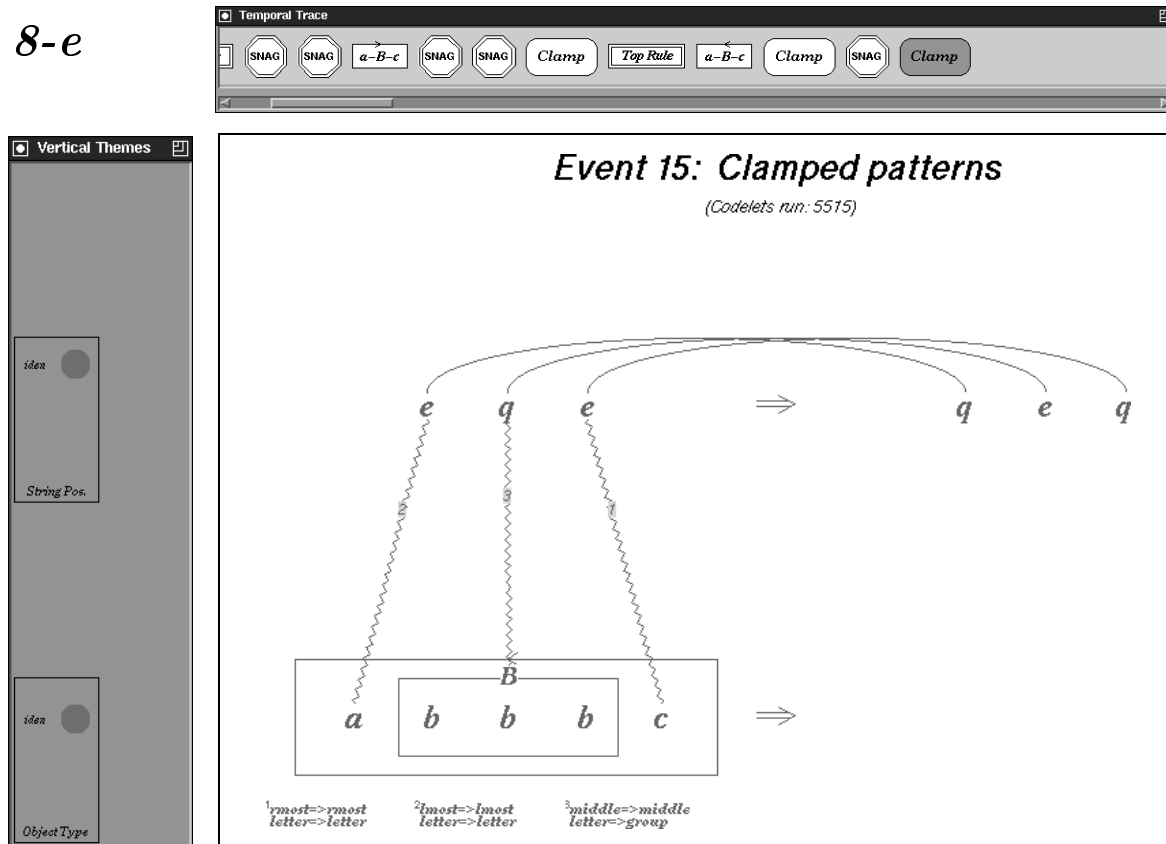 8-e
Temporal Trace
SNAG SNAG a-B-c SNAG SNAG Clamp Top Rule a-B-c Clamp SNAG Clamp
Vertical Themes
iden
String Pos.
iden
Object Type
Event 15: Clamped patterns
(Codelets run: 5515)
e q e ⇒ q e q
2 3 1
B
a b b b c ⇒
1rmost=>rmost 2lmost=>lmost 3middle=>middle
letter=>letter letter=>letter letter=>group